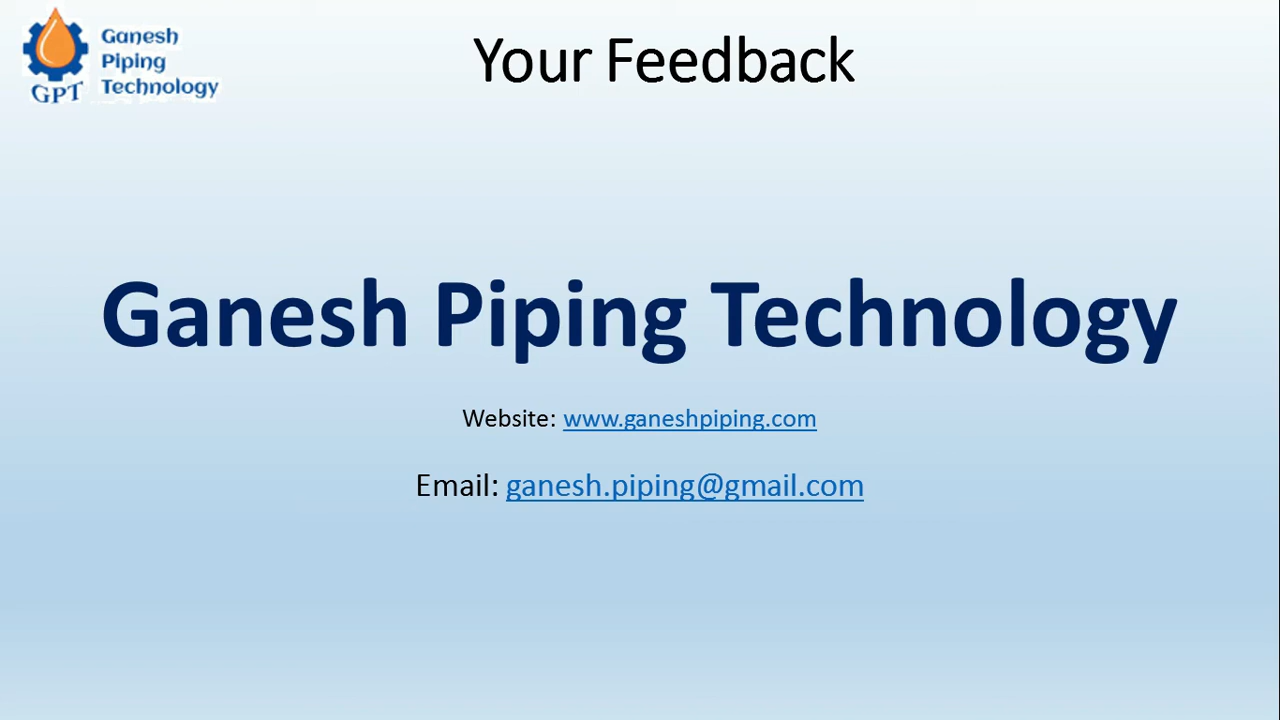 Ganesh
Piping
Technology
GPT
Your Feedback
Ganesh Piping Technology
Website: www.ganeshpiping.com
Email: ganesh.piping@gmail.com